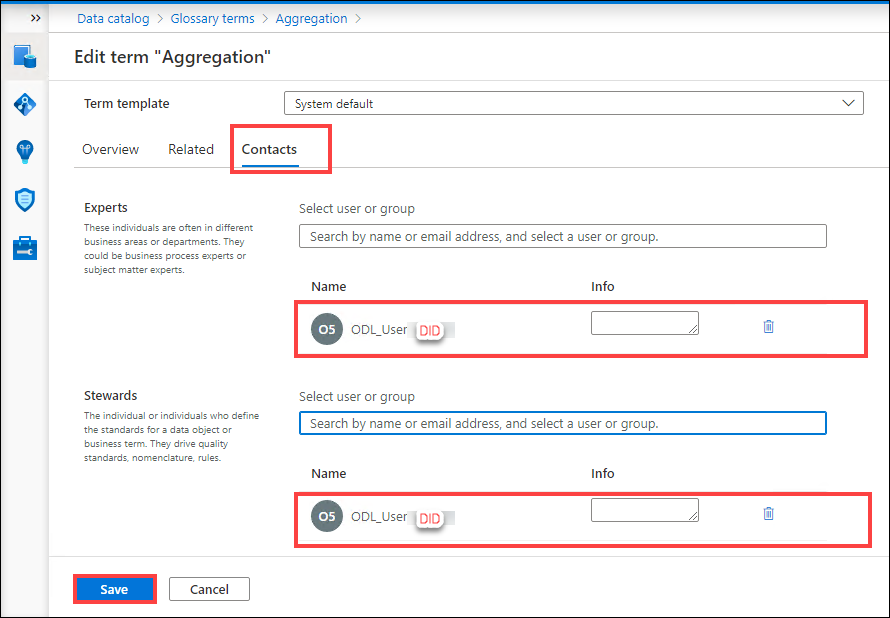 Data catalog > Glossary terms > Aggregation >
Edit term "Aggregation"
Term template
System default
Overview Related Contacts
Experts
These individuals are often in different
business areas or departments. They
could be business process experts or
subject matter experts.
Select user or group
Search by name or email address, and select a user or group.
Name Info
O5 ODL_User DID
Stewards
The individual or individuals who define
the standards for a data object or
business term. They drive quality
standards, nomenclature, rules.
Select user or group
Search by name or email address, and select a user or group.
Name Info
O5 ODL_User DID
Save Cancel